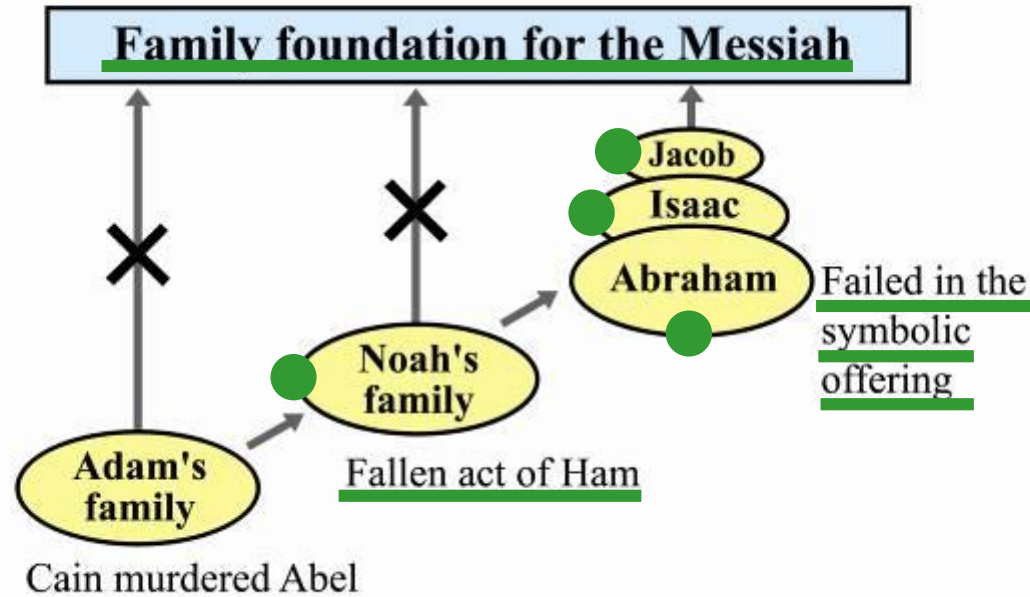 Family foundation for the Messiah
Jacob
Isaac
Abraham
Failed in the
symbolic
offering
Noah's
family
Fallen act of Ham
Adam's
family
Cain murdered Abel